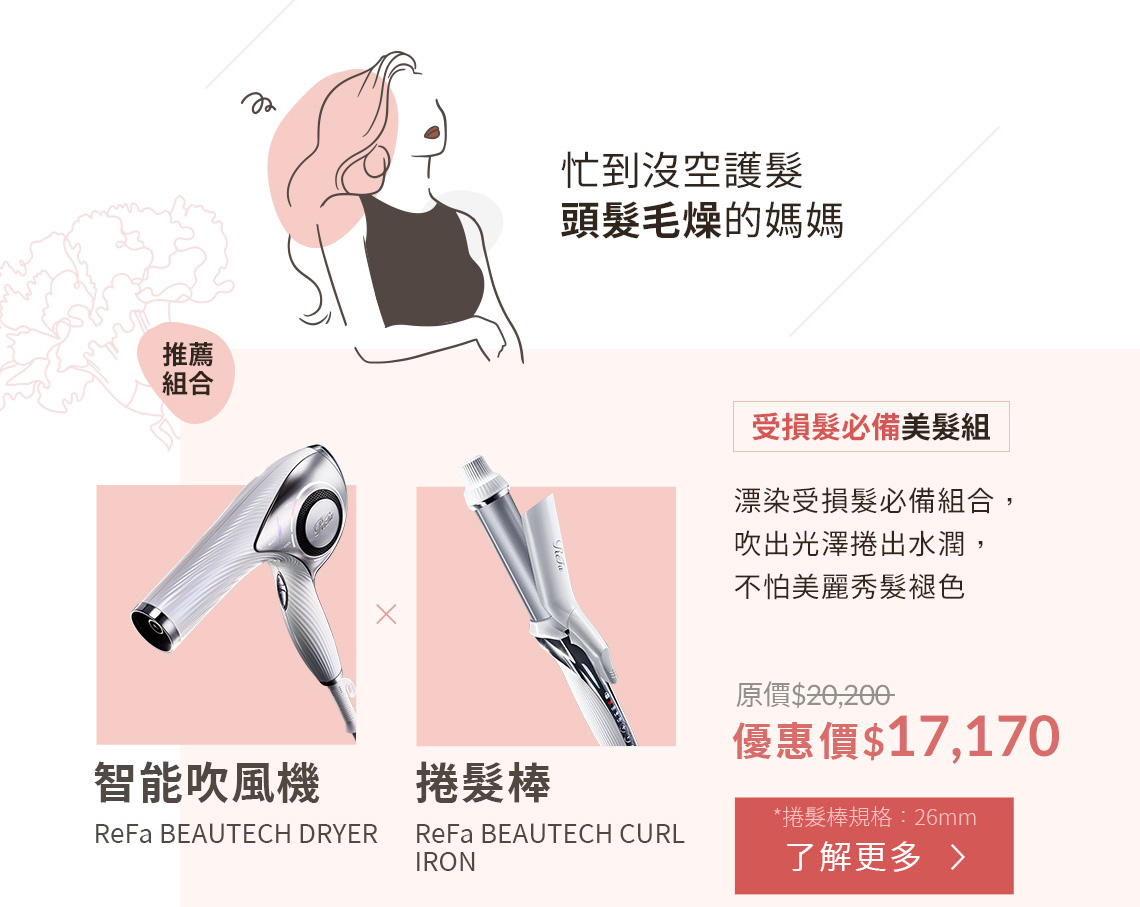 忙到沒空護髮
頭髮毛燥的媽媽
推薦
組合
受損髮必備美髮組
漂染受損髮必備組合，
吹出光澤捲出水潤，
不怕美麗秀髮褪色
原價$20,200
優惠價$17,170
*捲髮棒規格：26mm
了解更多 >
ReFa
ReFa
智能吹風機
ReFa BEAUTECH DRYER
×
捲髮棒
ReFa BEAUTECH CURL
IRON